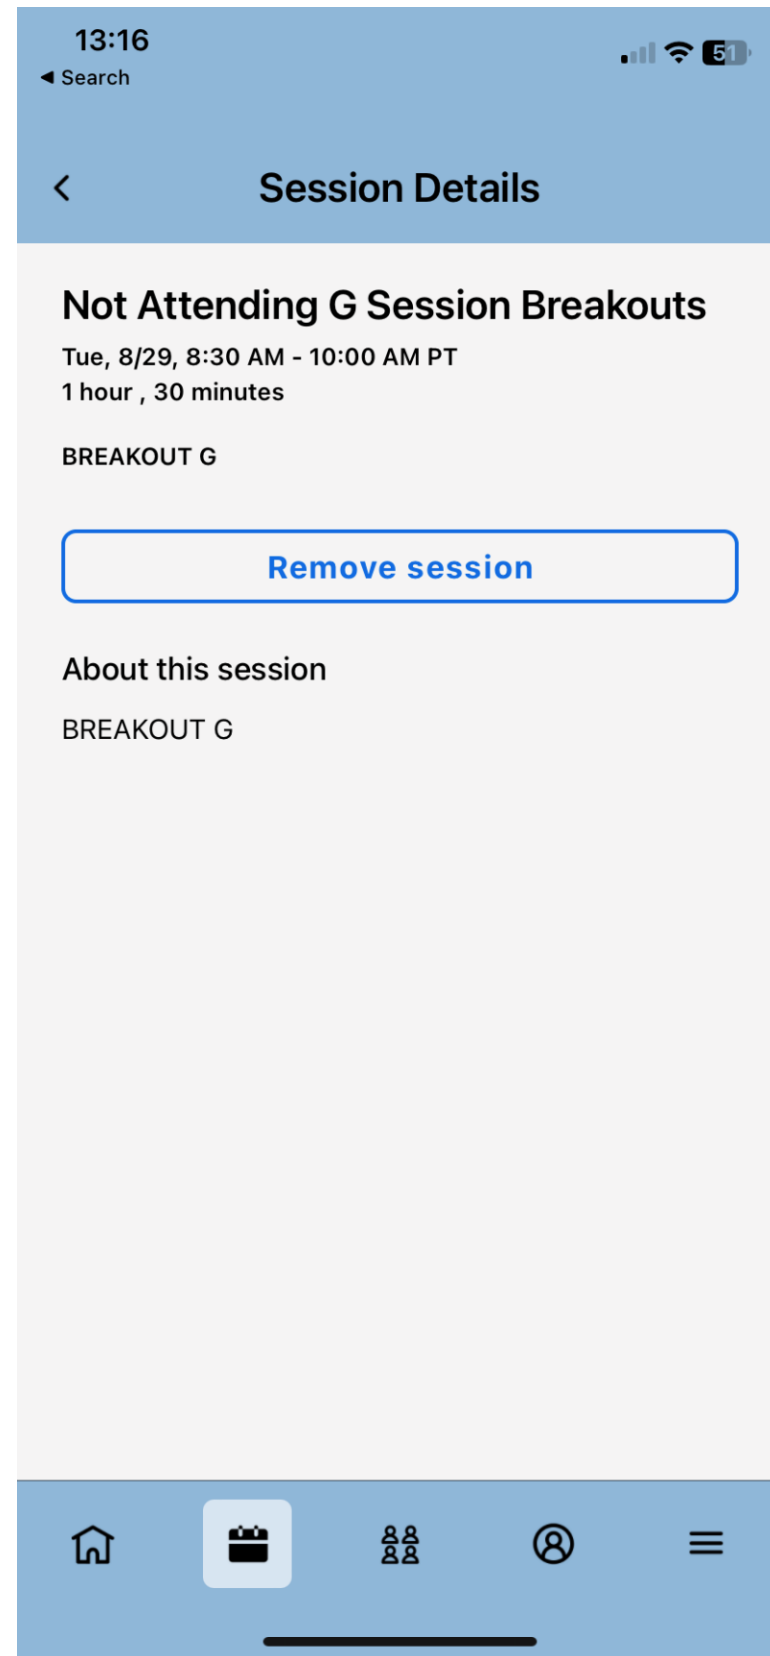 13:16
51
◀ Search
Session Details
Not Attending G Session Breakouts
Tue, 8/29, 8:30 AM - 10:00 AM PT
1 hour , 30 minutes
BREAKOUT G
Remove session
About this session
BREAKOUT G